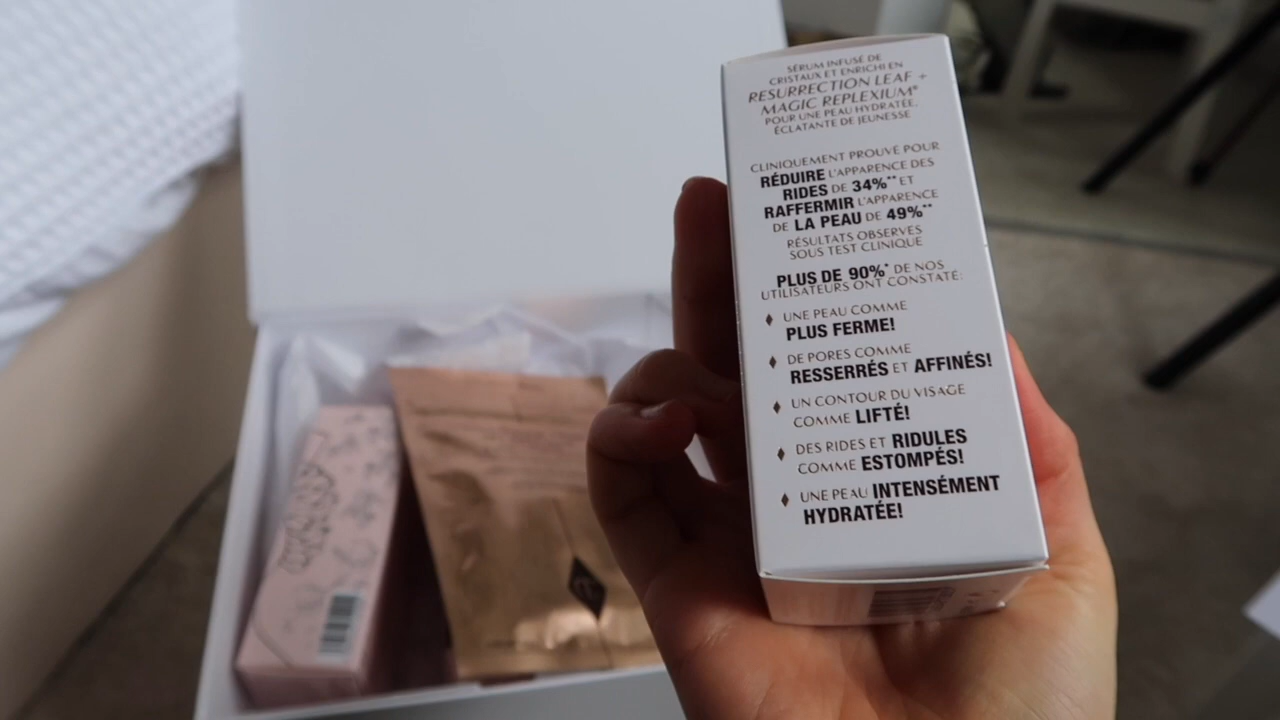 SÉRUM INFUSÉ DE
CRISTAUX ET ENRICHI EN
RESURRECTION LEAF +
MAGIC REPLEXIUM®
POUR UNE PEAU HYDRATÉE,
ÉCLATANTE DE JEUNESSE
CLINIQUEMENT PROUVÉ POUR
RÉDUIRE L'APPARENCE DES
RIDES DE 34%** ET
RAFFERMIR L'APPARENCE
DE LA PEAU DE 49%**
RÉSULTATS OBSERVÉS
SOUS TEST CLINIQUE
PLUS DE 90%* DE NOS
UTILISATEURS ONT CONSTATÉ:
♦ UNE PEAU COMME
PLUS FERME!
♦ DE PORES COMME
RESSERRÉS ET AFFINÉS!
♦ UN CONTOUR DU VISAGE
COMME LIFTÉ!
♦ DES RIDES ET RIDULES
COMME ESTOMPÉS!
♦ UNE PEAU INTENSÉMENT
HYDRATÉE!